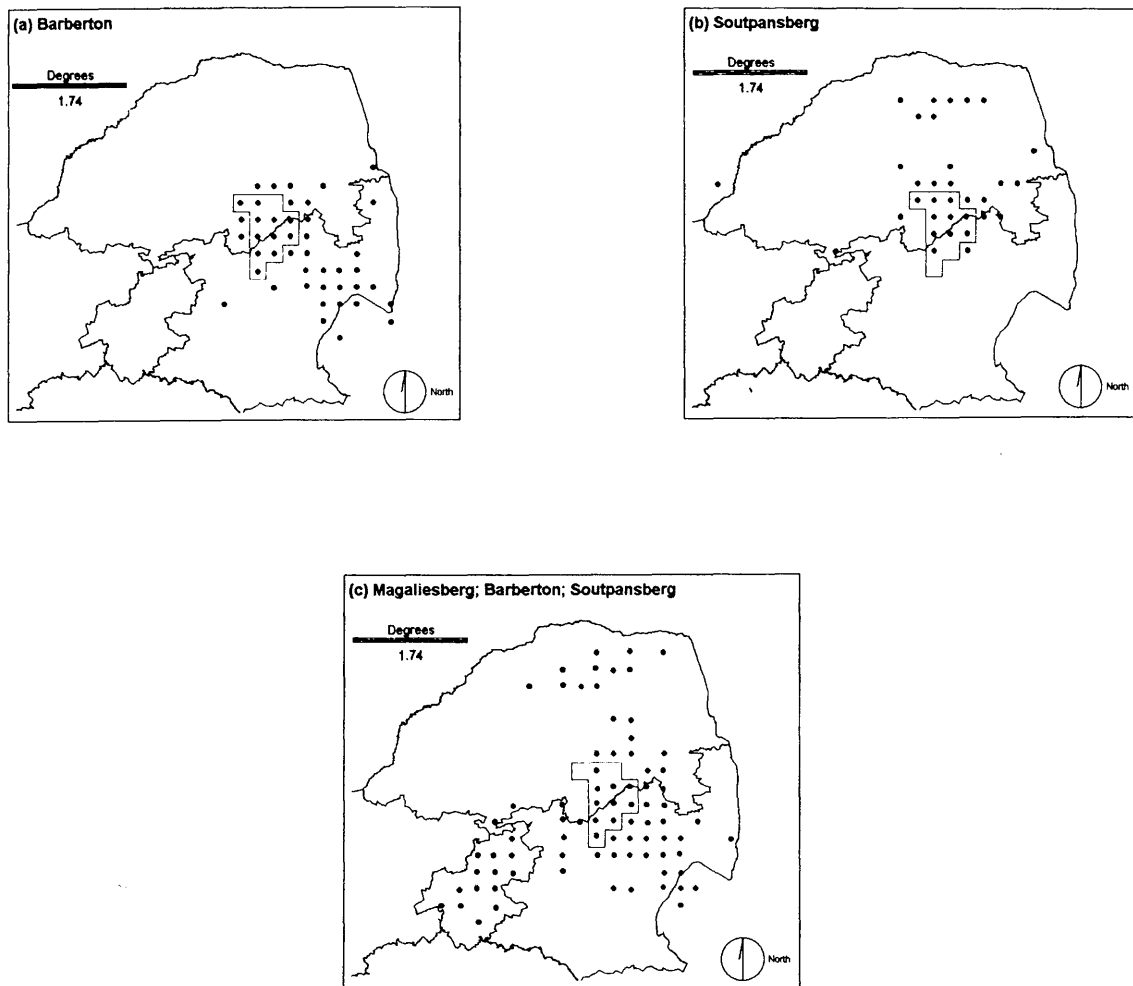 (a) Barberton
Degrees
1.74
North
(b) Soutpansberg
Degrees
1.74
North
(c) Magaliesberg; Barberton; Soutpansberg
Degrees
1.74
North